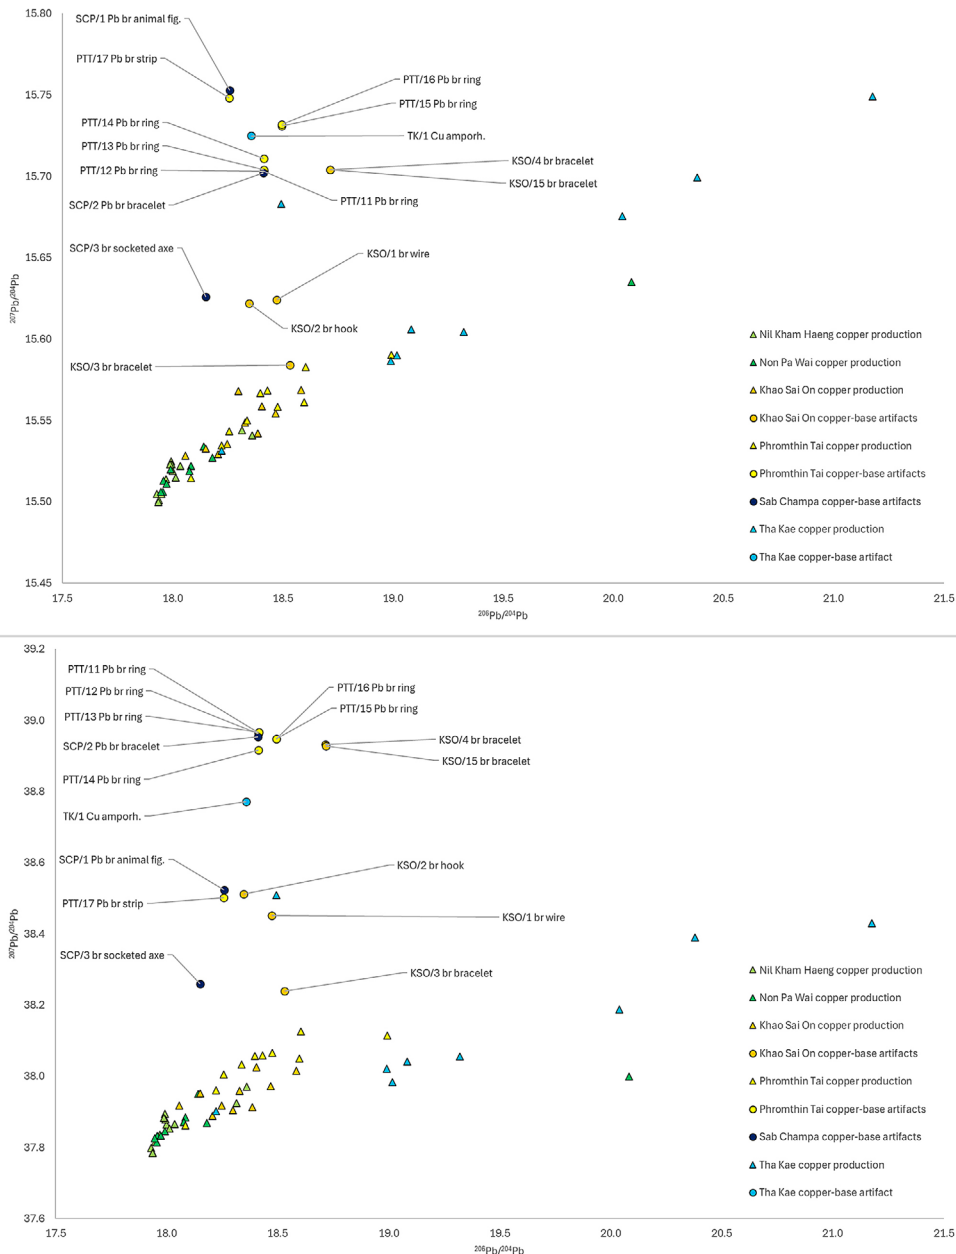 15.80
SCP/1 Pb br animal fig.
PTT/17 Pb br strip
PTT/16 Pb br ring
15.75
PTT/15 Pb br ring
PTT/14 Pb br ring
TK/1 Cu amporh.
PTT/13 Pb br ring
KSO/4 br bracelet
PTT/12 Pb br ring
15.70
KSO/15 br bracelet
SCP/2 Pb br bracelet
PTT/11 Pb br ring
SCP/3 br socketed axe
KSO/1 br wire
15.65
207Pb/204Pb
KSO/2 br hook
15.60
KSO/3 br bracelet
15.55
15.50
15.45
Nil Kham Haeng copper production
Non Pa Wai copper production
Khao Sai On copper production
Khao Sai On copper-base artifacts
Phromthin Tai copper production
Phromthin Tai copper-base artifacts
Sab Champa copper-base artifacts
Tha Kae copper production
Tha Kae copper-base artifact
17.5 18.0 18.5 19.0 19.5 20.0 20.5 21.0 21.5
206Pb/204Pb
39.2
PTT/11 Pb br ring
PTT/12 Pb br ring
PTT/16 Pb br ring
PTT/13 Pb br ring
PTT/15 Pb br ring
39.0
SCP/2 Pb br bracelet
KSO/4 br bracelet
KSO/15 br bracelet
PTT/14 Pb br ring
38.8
TK/1 Cu amporh.
SCP/1 Pb br animal fig.
KSO/2 br hook
38.6
PTT/17 Pb br strip
KSO/1 br wire
207Pb/204Pb
38.4
SCP/3 br socketed axe
KSO/3 br bracelet
38.2
38.0
37.8
37.6
Nil Kham Haeng copper production
Non Pa Wai copper production
Khao Sai On copper production
Khao Sai On copper-base artifacts
Phromthin Tai copper production
Phromthin Tai copper-base artifacts
Sab Champa copper-base artifacts
Tha Kae copper production
Tha Kae copper-base artifact
17.5 18.0 18.5 19.0 19.5 20.0 20.5 21.0 21.5
206Pb/204Pb